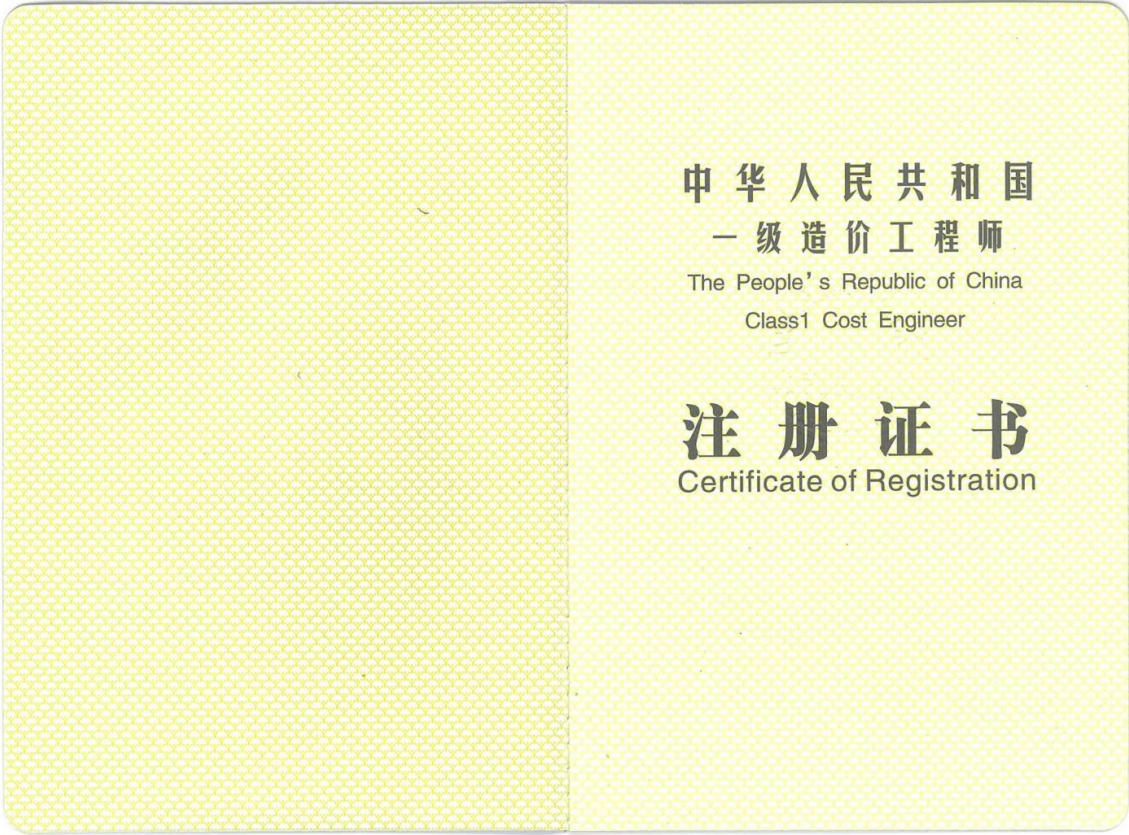 中华人民共和国
一级造价工程师
The People's Republic of China
Class1 Cost Engineer
注册证书
Certificate of Registration